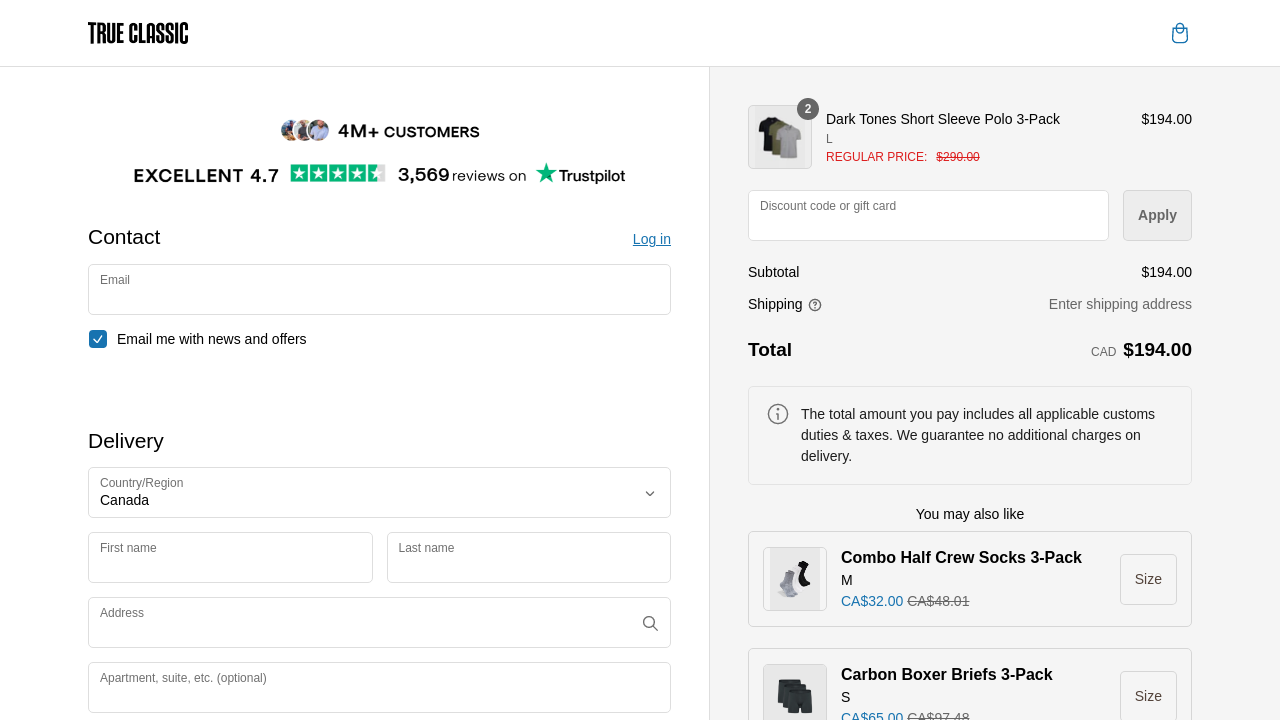 TRUE CLASSIC
4M+ CUSTOMERS
EXCELLENT 4.7 3,569 reviews on Trustpilot
Contact
Log in
Email
Email me with news and offers
Delivery
Country/Region
Canada
First name
Last name
Address
Apartment, suite, etc. (optional)
2
Dark Tones Short Sleeve Polo 3-Pack $194.00
L
REGULAR PRICE: $290.00
Discount code or gift card
Apply
Subtotal $194.00
Shipping Enter shipping address
Total CAD $194.00
The total amount you pay includes all applicable customs
duties & taxes. We guarantee no additional charges on
delivery.
You may also like
Combo Half Crew Socks 3-Pack
M
CA$32.00 CA$48.01
Size
Carbon Boxer Briefs 3-Pack
S
CA$65.00 CA$97.48
Size